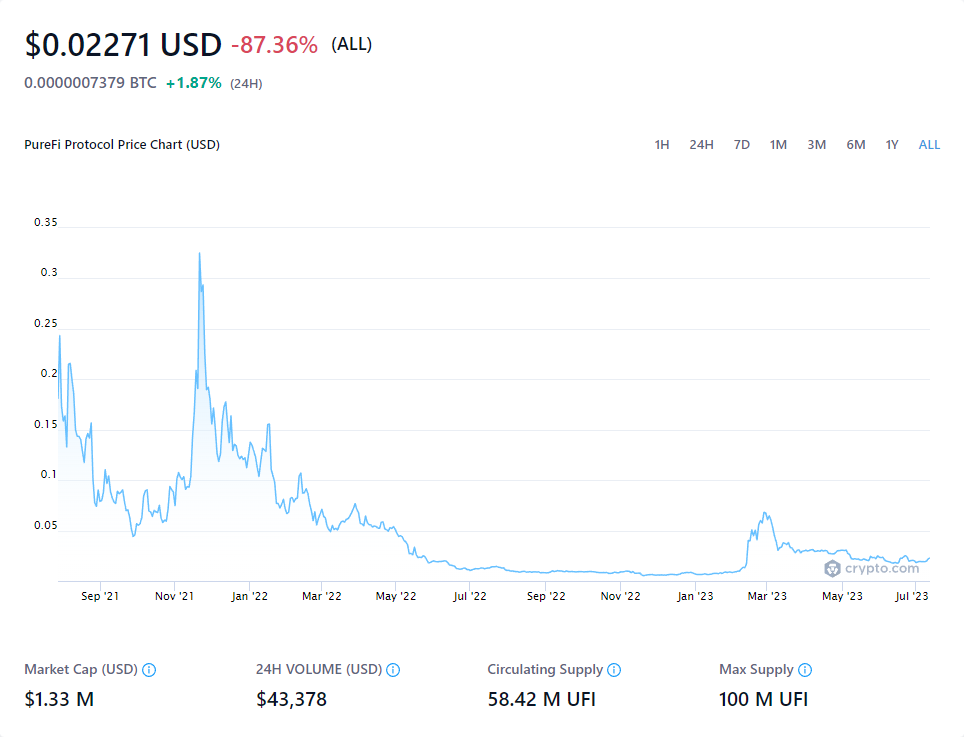 $0.02271 USD -87.36% (ALL)
0.0000007379 BTC +1.87% (24H)
PureFi Protocol Price Chart (USD) 1H 24H 7D 1M 3M 6M 1Y ALL
0.35
0.3
0.25
0.2
0.15
0.1
0.05
crypto.com
Sep '21 Nov '21 Jan '22 Mar '22 May '22 Jul '22 Sep '22 Nov '22 Jan '23 Mar '23 May '23 Jul '23
Market Cap (USD) 24H VOLUME (USD) Circulating Supply Max Supply
$1.33 M $43,378 58.42 M UFI 100 M UFI